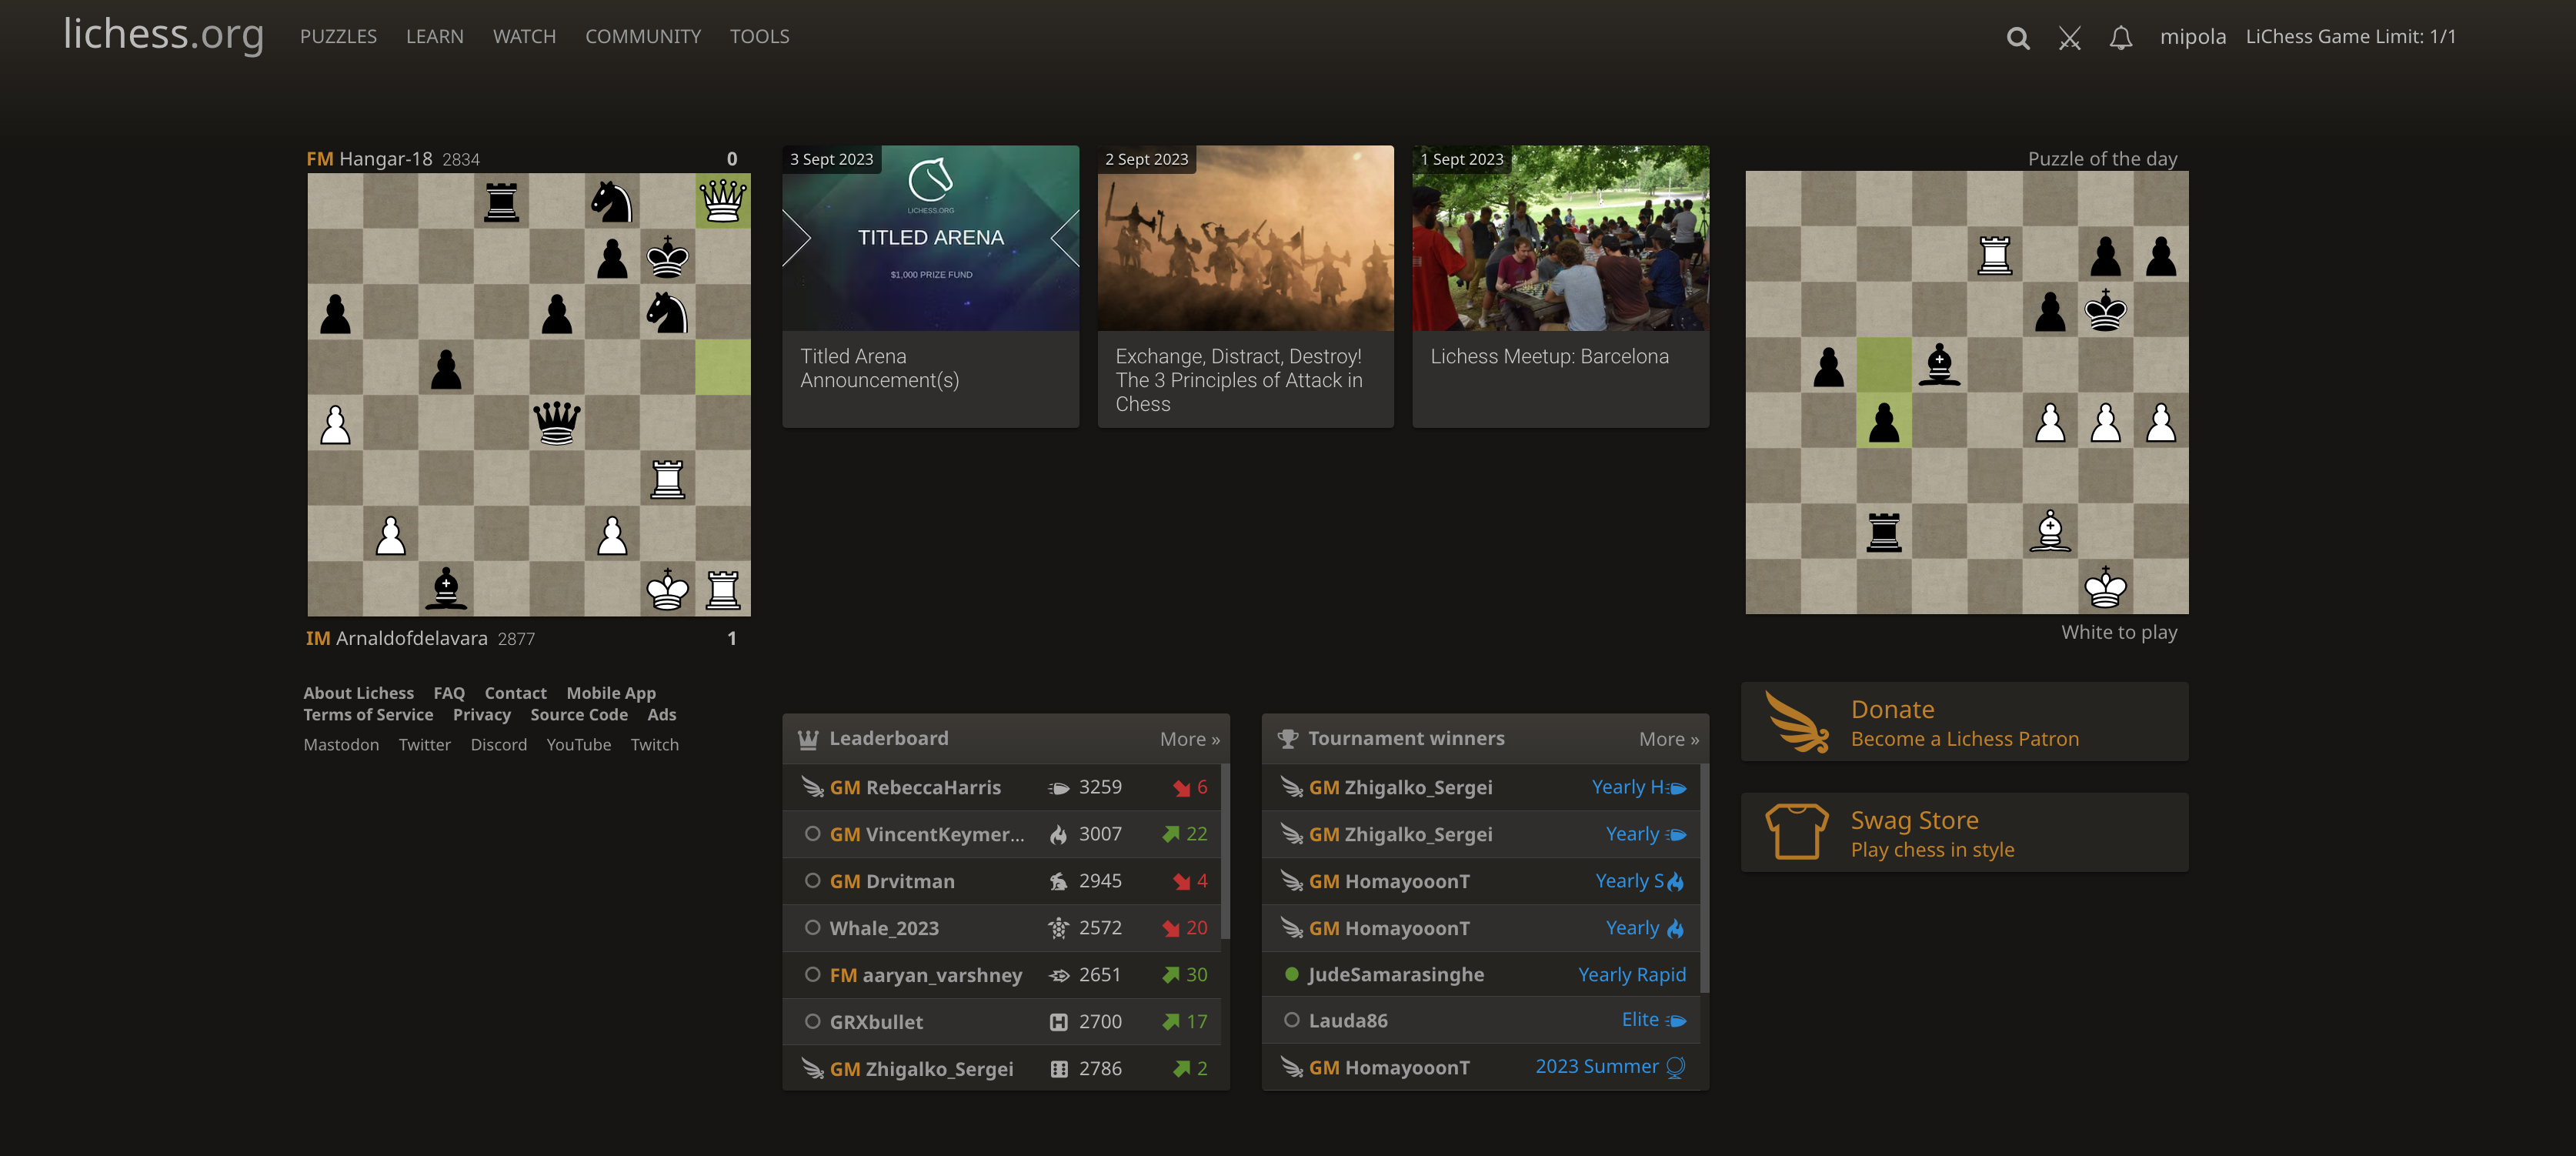 lichess.org PUZZLES LEARN WATCH COMMUNITY TOOLS mipola LiChess Game Limit: 1/1
FM Hangar-18 2834 0
IM Arnaldofdelavara 2877 1
About Lichess FAQ Contact Mobile App
Terms of Service Privacy Source Code Ads
Mastodon Twitter Discord YouTube Twitch
3 Sept 2023
LICHESS.ORG
TITLED ARENA
$1,000 PRIZE FUND
Titled Arena
Announcement(s)
2 Sept 2023
Exchange, Distract, Destroy!
The 3 Principles of Attack in
Chess
1 Sept 2023
Lichess Meetup: Barcelona
Leaderboard More »
GM RebeccaHarris 3259 6
GM VincentKeymer... 3007 22
GM Drvitman 2945 4
Whale_2023 2572 20
FM aaryan_varshney 2651 30
GRXbullet 2700 17
GM Zhigalko_Sergei 2786 2
Tournament winners More »
GM Zhigalko_Sergei Yearly H
GM Zhigalko_Sergei Yearly
GM HomayooonT Yearly S
GM HomayooonT Yearly
JudeSamarasinghe Yearly Rapid
Lauda86 Elite
GM HomayooonT 2023 Summer
Puzzle of the day
White to play
Donate
Become a Lichess Patron
Swag Store
Play chess in style